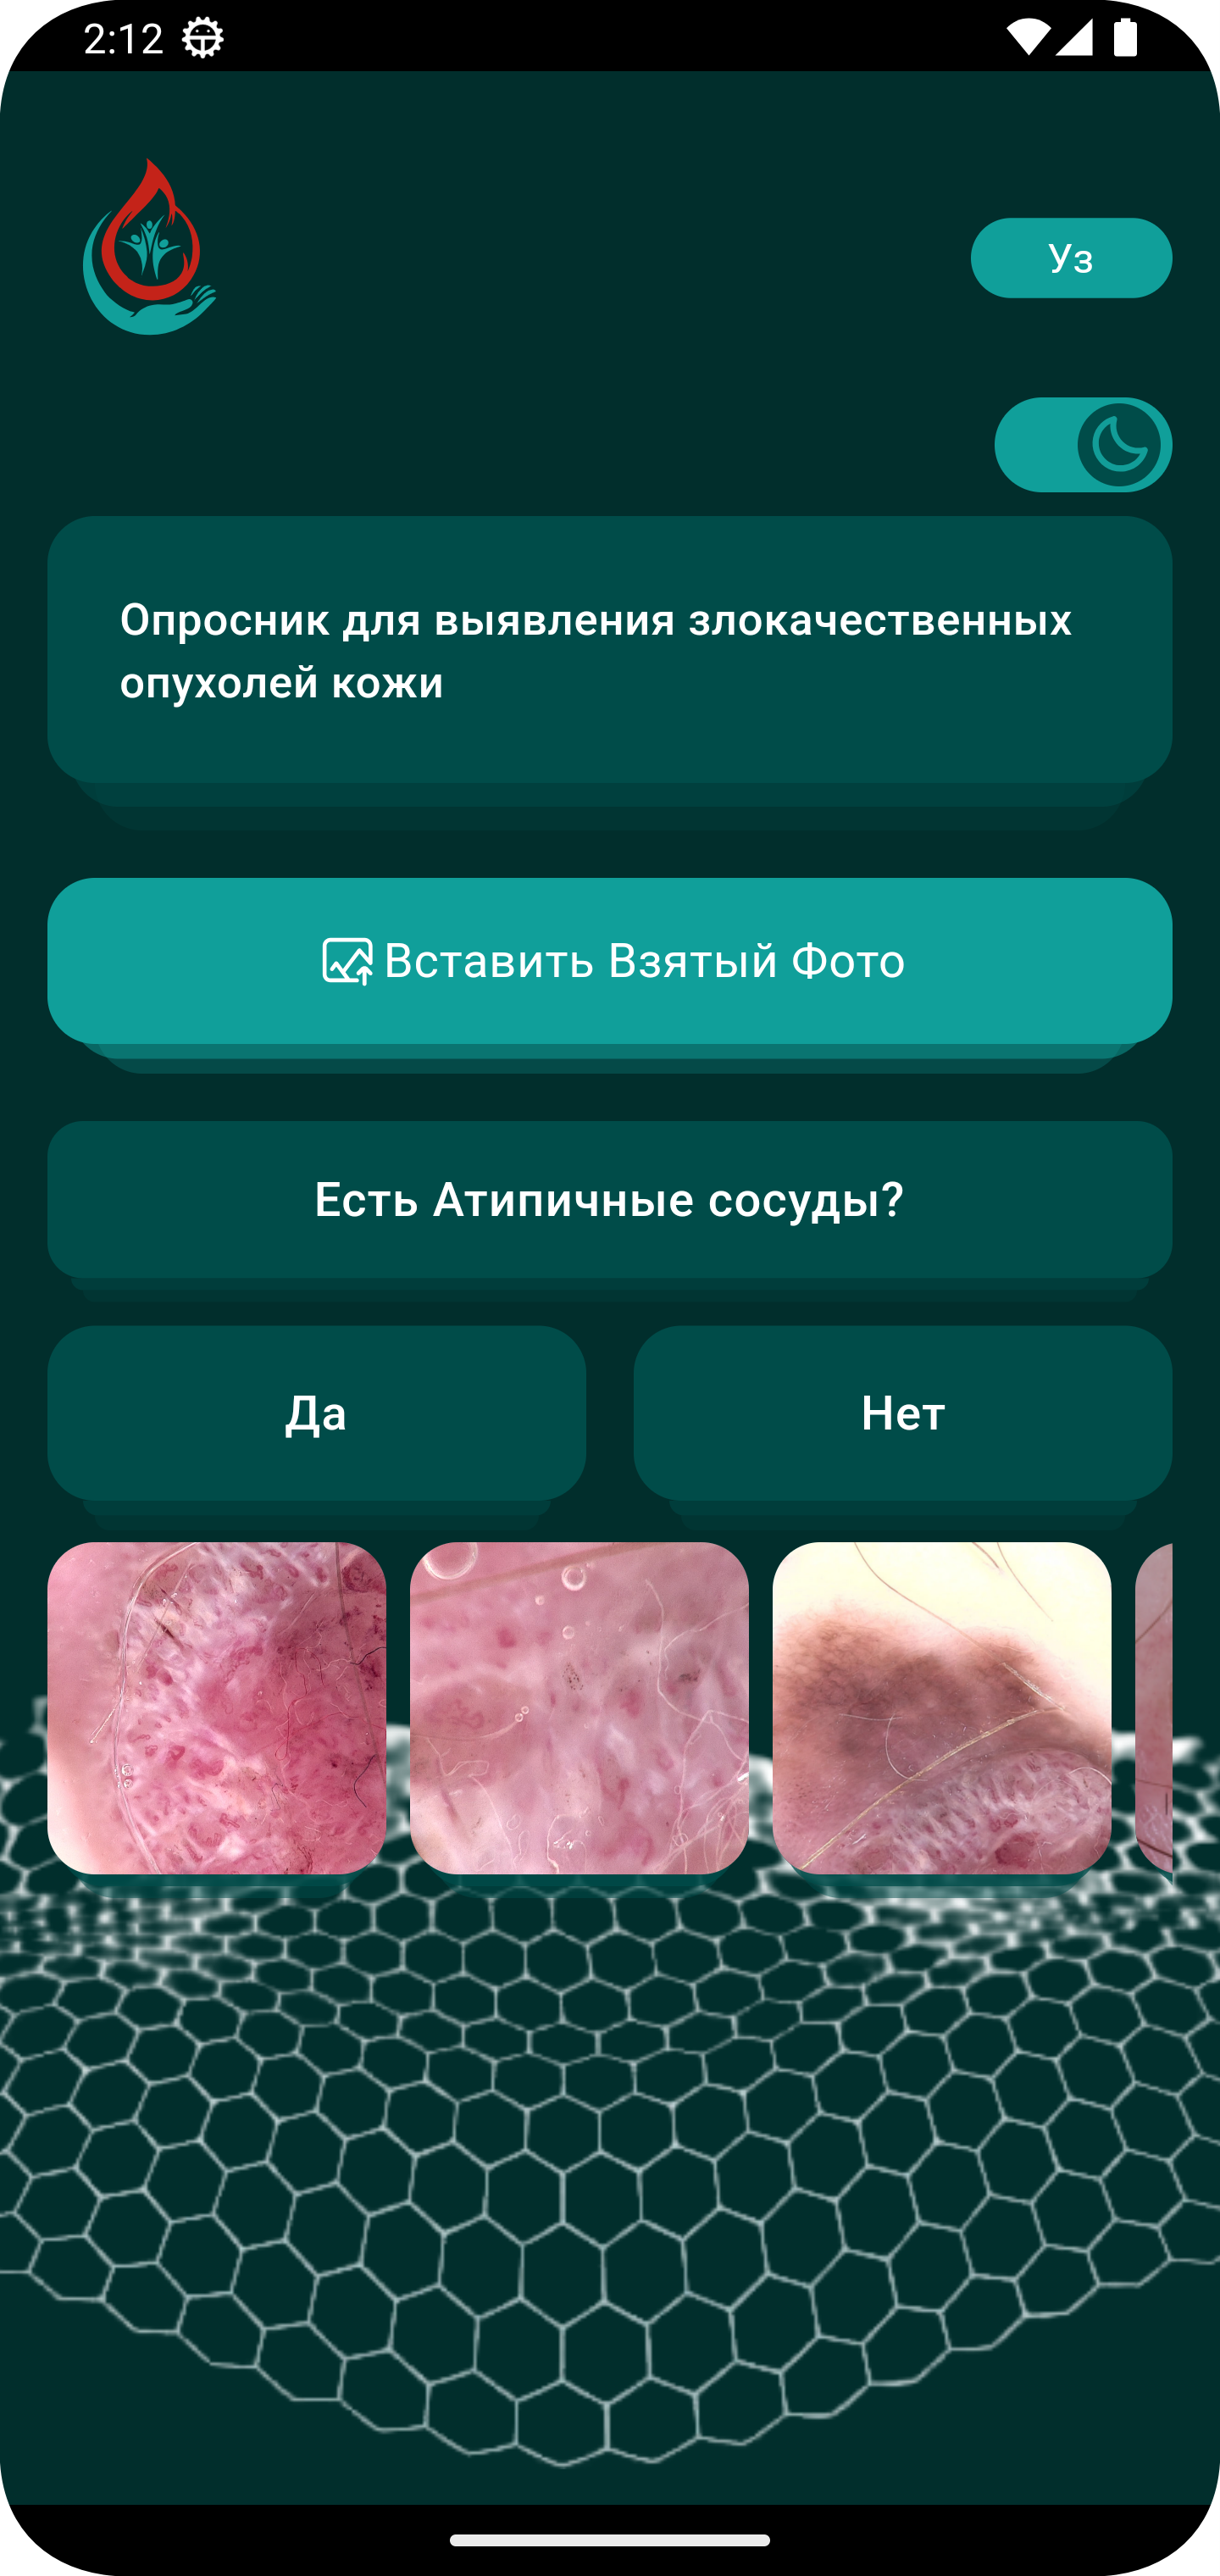 2:12
Уз
Опросник для выявления злокачественных
опухолей кожи
Вставить Взятый Фото
Есть Атипичные сосуды?
Да
Нет